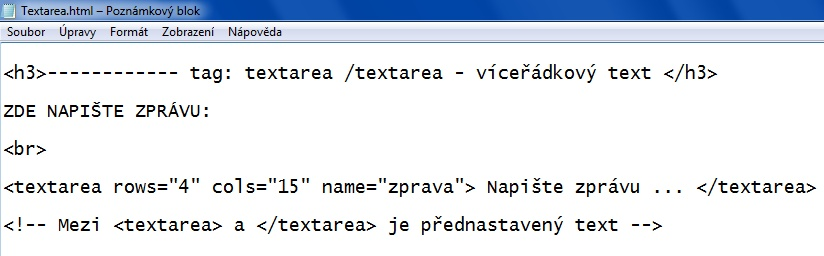 Textarea.html – Poznámkový blok
Soubor Úpravy Formát Zobrazení Nápověda
<h3>------------ tag: textarea /textarea - víceřádkový text </h3>
ZDE NAPIŠTE ZPRÁVU:
<br>
<textarea rows="4" cols="15" name="zprava"> Napište zprávu ... </textarea>
<!-- Mezi <textarea> a </textarea> je přednastavený text -->